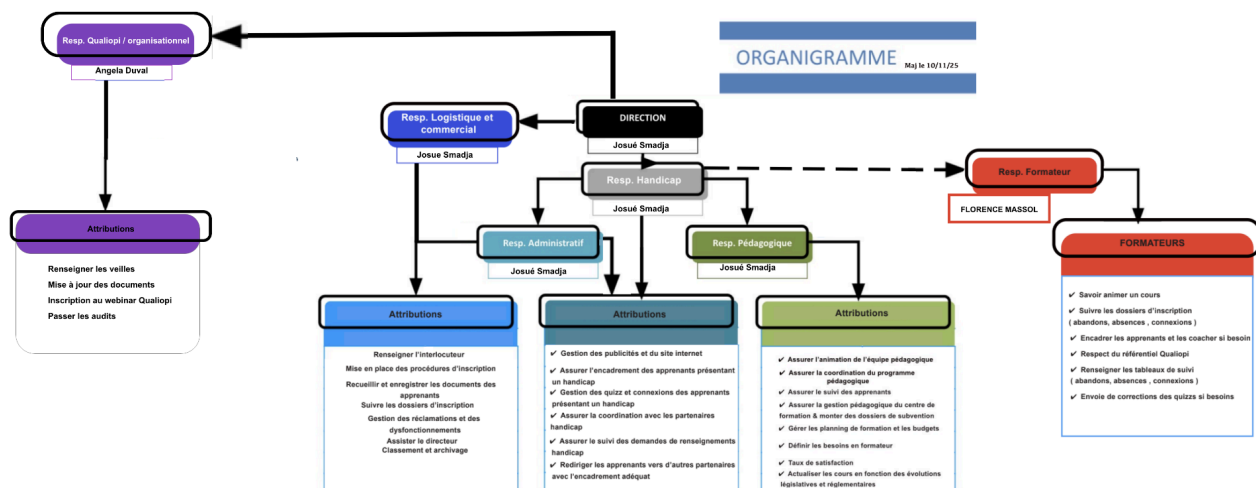 Resp. Qualiopi / organisationnel
Angela Duval
ORGANIGRAMME Maj le 10/11/25
Resp. Logistique et
commercial
Josue Smadja
DIRECTION
Josué Smadja
Resp. Handicap
Josué Smadja
Resp. Formateur
FLORENCE MASSOL
Resp. Administratif
Josué Smadja
Resp. Pédagogique
Josué Smadja
Attributions
Renseigner les veilles
Mise à jour des documents
Inscription au webinar Qualiopi
Passer les audits
Attributions
Renseigner l'interlocuteur
Mise en place des procédures d'inscription
Recueillir et enregistrer les documents des
apprenants
Suivre les dossiers d'inscription
Gestion des réclamations et des
dysfonctionnements
Assister le directeur
Classement et archivage
Attributions
✔ Gestion des publicités et du site internet
✔ Assurer l'encadrement des apprenants présentant
un handicap
✔ Gestion des quizz et connexions des apprenants
présentant un handicap
✔ Assurer la coordination avec les partenaires
handicap
✔ Assurer le suivi des demandes de renseignements
handicap
✔ Rediriger les apprenants vers d'autres partenaires
avec l'encadrement adéquat
Attributions
✔ Assurer l'animation de l'équipe pédagogique
✔ Assurer la coordination du programme
pédagogique
✔ Assurer le suivi des apprenants
✔ Assurer la gestion pédagogique du centre de
formation & monter des dossiers de subvention
✔ Gérer les planning de formation et les budgets
✔ Définir les besoins en formateur
✔ Taux de satisfaction
✔ Actualiser les cours en fonction des évolutions
législatives et réglementaires
FORMATEURS
✔ Savoir animer un cours
✔ Suivre les dossiers d'inscription
( abandons, absences , connexions )
✔ Encadrer les apprenants et les coacher si besoin
✔ Respect du référentiel Qualiopi
✔ Renseigner les tableaux de suivi
( abandons, absences , connexions )
✔ Envoie de corrections des quizzs si besoins